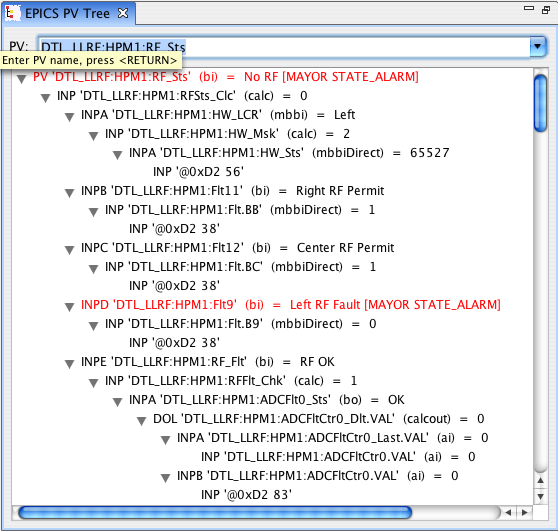 EPICS PV Tree
PV: DTL_LLRF:HPM1:RF_Sts
Enter PV name, press <RETURN>
PV 'DTL_LLRF:HPM1:RF_Sts' (bi) = No RF [MAYOR STATE_ALARM]
INP 'DTL_LLRF:HPM1:RFSts_Clc' (calc) = 0
INPA 'DTL_LLRF:HPM1:HW_LCR' (mbbi) = Left
INP 'DTL_LLRF:HPM1:HW_Msk' (calc) = 2
INPA 'DTL_LLRF:HPM1:HW_Sts' (mbbiDirect) = 65527
INP '@0xD2 56'
INPB 'DTL_LLRF:HPM1:Flt11' (bi) = Right RF Permit
INP 'DTL_LLRF:HPM1:Flt.BB' (mbbiDirect) = 1
INP '@0xD2 38'
INPC 'DTL_LLRF:HPM1:Flt12' (bi) = Center RF Permit
INP 'DTL_LLRF:HPM1:Flt.BC' (mbbiDirect) = 1
INP '@0xD2 38'
INPD 'DTL_LLRF:HPM1:Flt9' (bi) = Left RF Fault [MAYOR STATE_ALARM]
INP 'DTL_LLRF:HPM1:Flt.B9' (mbbiDirect) = 0
INP '@0xD2 38'
INPE 'DTL_LLRF:HPM1:RF_Flt' (bi) = RF OK
INP 'DTL_LLRF:HPM1:RFFlt_Chk' (calc) = 1
INPA 'DTL_LLRF:HPM1:ADCFlt0_Sts' (bo) = OK
DOL 'DTL_LLRF:HPM1:ADCFltCtr0_Dlt.VAL' (calcout) = 0
INPA 'DTL_LLRF:HPM1:ADCFltCtr0_Last.VAL' (ai) = 0
INP 'DTL_LLRF:HPM1:ADCFltCtr0.VAL' (ai) = 0
INPB 'DTL_LLRF:HPM1:ADCFltCtr0.VAL' (ai) = 0
INP '@0xD2 83'